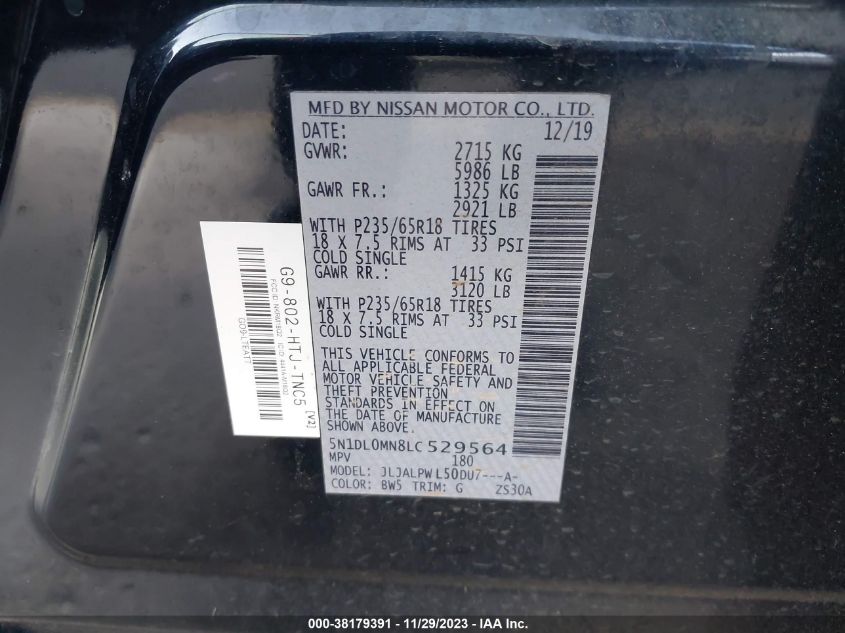 MFD BY NISSAN MOTOR CO., LTD.
DATE: 12/19
GVWR: 2715 KG
5986 LB
GAWR FR.: 1325 KG
2921 LB
WITH P235/65R18 TIRES
18 X 7.5 RIMS AT 33 PSI
COLD SINGLE
GAWR RR.: 1415 KG
3120 LB
WITH P235/65R18 TIRES
18 X 7.5 RIMS AT 33 PSI
COLD SINGLE
THIS VEHICLE CONFORMS TO
ALL APPLICABLE FEDERAL
MOTOR VEHICLE SAFETY AND
THEFT PREVENTION
STANDARDS IN EFFECT ON
THE DATE OF MANUFACTURE
SHOWN ABOVE.
5N1DL0MN8LC529564
MPV 180
MODEL: JLJALPWL50DU7---A-
COLOR: BW5 TRIM: G ZS30A
G9-802-HTJ-TNC5 [V2]
FCC ID:
000-38179391 - 11/29/2023 - IAA Inc.